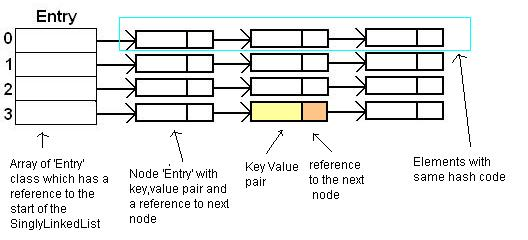 Entry
0
1
2
3
Array of 'Entry'
class which has a
reference to the
start of the
SinglyLinkedList
Node 'Entry' with
key,value pair and
a reference to next
node
Key Value
pair
reference
to the next
node
Elements with
same hash code